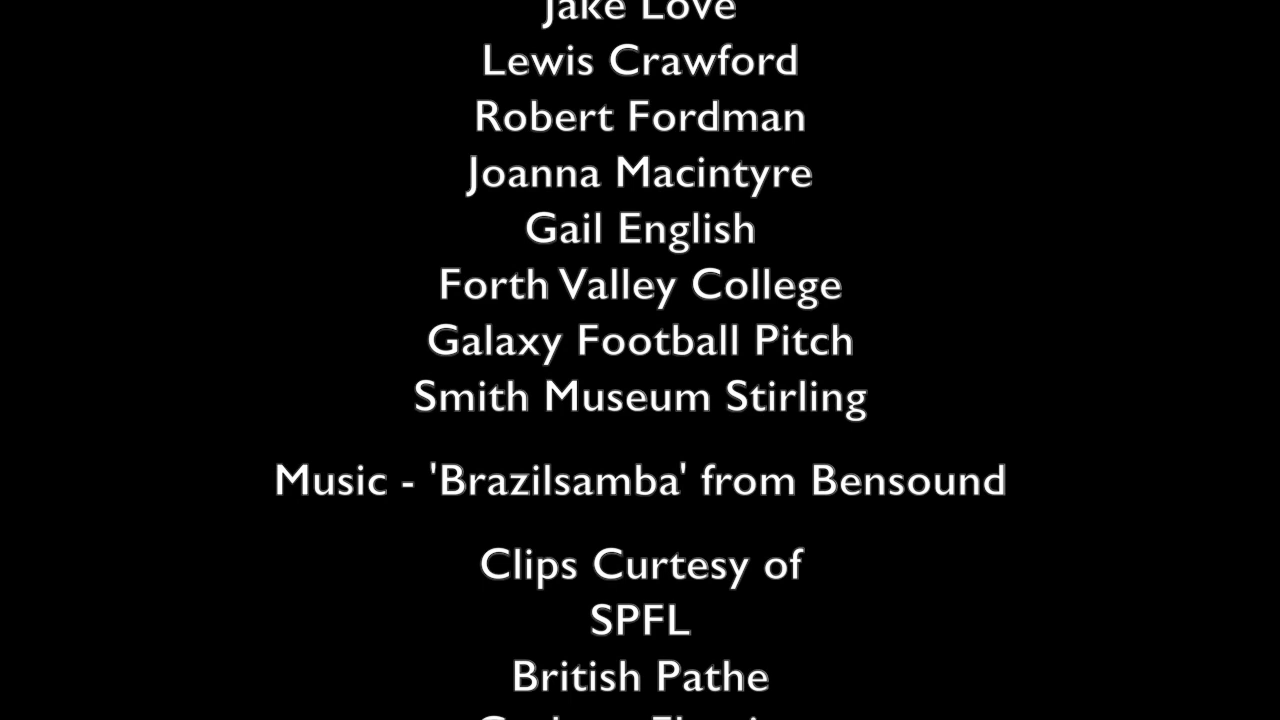 Jake Love
Lewis Crawford
Robert Fordman
Joanna Macintyre
Gail English
Forth Valley College
Galaxy Football Pitch
Smith Museum Stirling
Music - 'Brazilsamba' from Bensound
Clips Curtesy of
SPFL
British Pathe